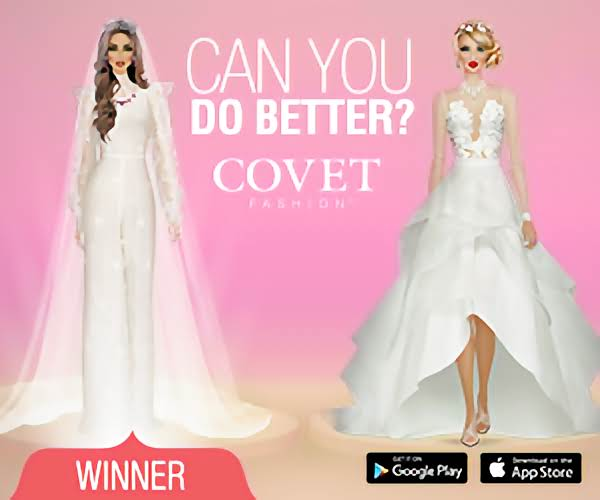 CAN YOU
DO BETTER?
COVET
FASHION
WINNER
GET IT ON
Google Play
Download on the
App Store